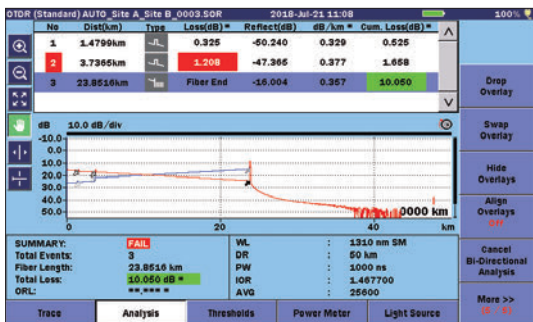 OTDR (Standard) AUTO_Site A_Site B_0003.SOR 2018-Jul-21 11:08 100%
No Dist(km) Type Loss(dB) * Reflect(dB) dB/km * Cum. Loss(dB) *
1 1.4799km 0.325 -50.240 0.329 0.525
2 3.7365km 1.208 -47.365 0.377 1.658
3 23.8516km Fiber End -16.004 0.357 10.050
dB 10.0 dB/div
-10.0
0.0
10.0
20.0
30.0
40.0
50.0
0000 km
0 20 40 km
SUMMARY: FAIL
Total Events: 3
Fiber Length: 23.8516 km
Total Loss: 10.050 dB *
ORL: **.*** *
WL : 1310 nm SM
DR : 50 km
PW : 1000 ns
IOR : 1.467700
AVG : 25600
Drop Overlay
Swap Overlay
Hide Overlays
Align Overlays
Off
Cancel Bi-Directional Analysis
More >>
Trace Analysis Thresholds Power Meter Light Source